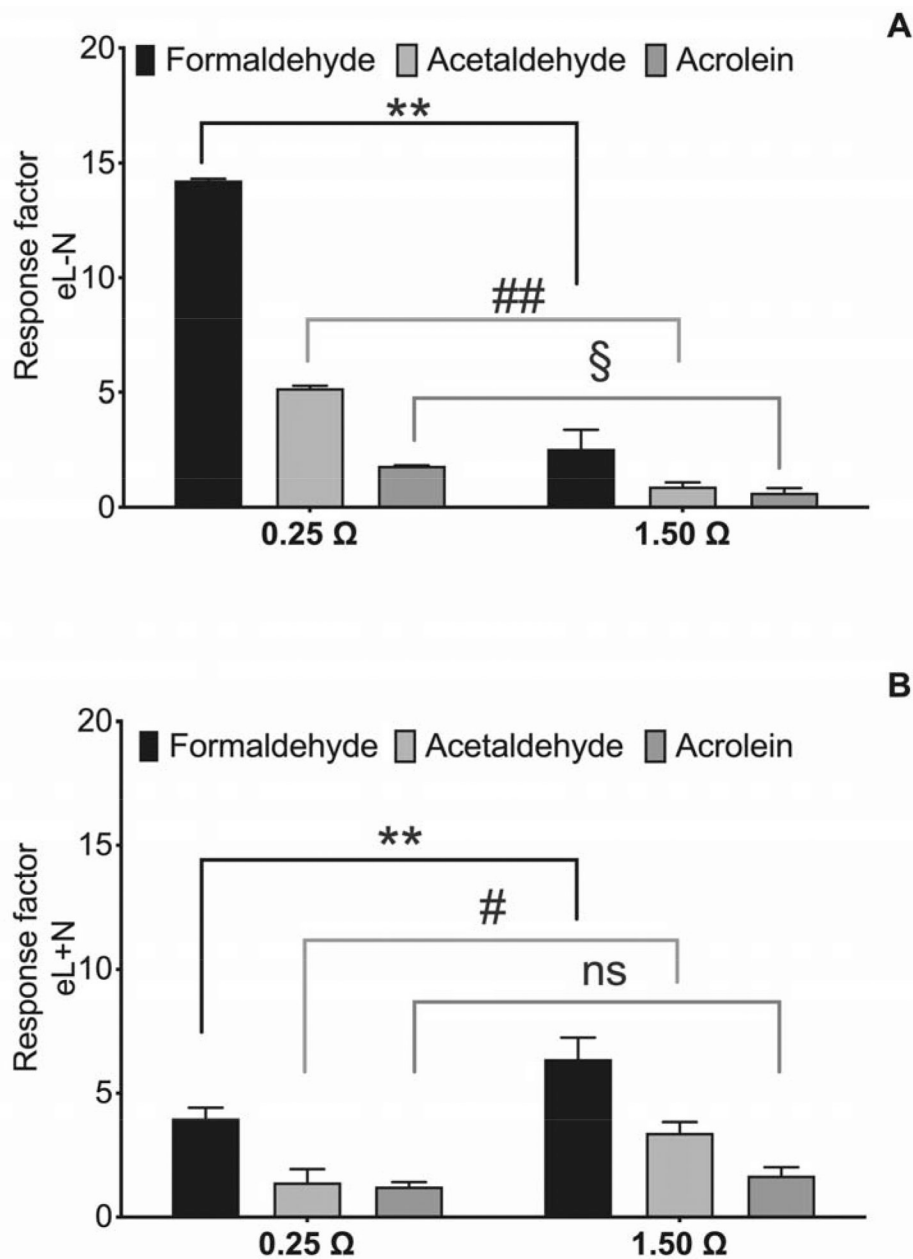 A
20
Formaldehyde Acetaldehyde Acrolein
**
15
Response factor
eL-N
10
##
§
5
0
0.25 Ω 1.50 Ω
B
20
Formaldehyde Acetaldehyde Acrolein
**
15
Response factor
eL+N
#
10
ns
5
0
0.25 Ω 1.50 Ω